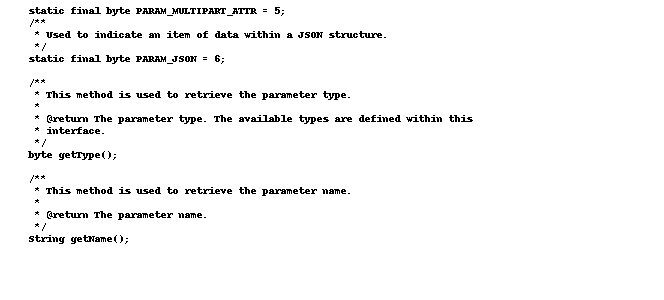 static final byte PARAM_MULTIPART_ATTR = 5;
/**
* Used to indicate an item of data within a JSON structure.
*/
static final byte PARAM_JSON = 6;
/**
* This method is used to retrieve the parameter type.
*
* @return The parameter type. The available types are defined within this
* interface.
*/
byte getType();
/**
* This method is used to retrieve the parameter name.
*
* @return The parameter name.
*/
String getName();